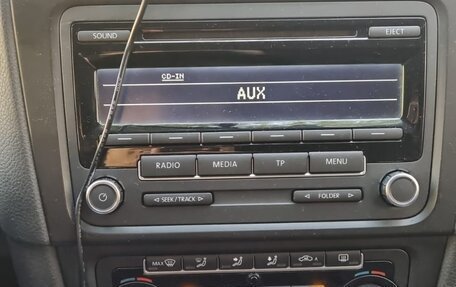 SOUND
EJECT
CD-IN
AUX
RADIO
MEDIA
TP
MENU
SEEK/TRACK
FOLDER
MAX
A